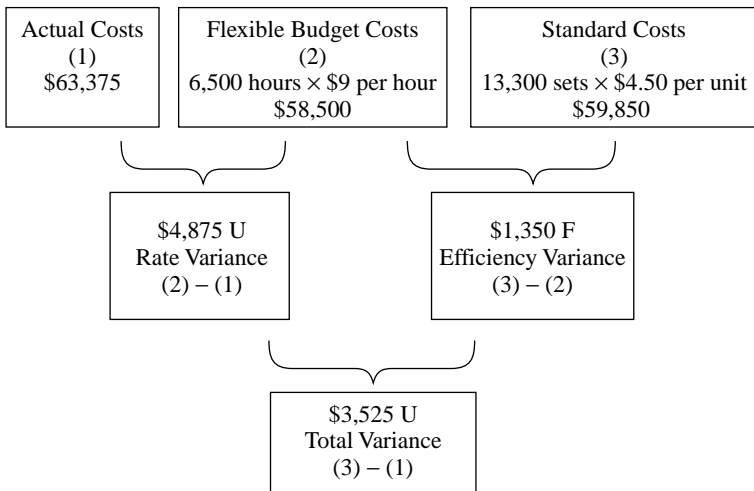 Actual Costs
(1)
$63,375
Flexible Budget Costs
(2)
6,500 hours × $9 per hour
$58,500
Standard Costs
(3)
13,300 sets × $4.50 per unit
$59,850
$4,875 U
Rate Variance
(2) − (1)
$1,350 F
Efficiency Variance
(3) − (2)
$3,525 U
Total Variance
(3) − (1)